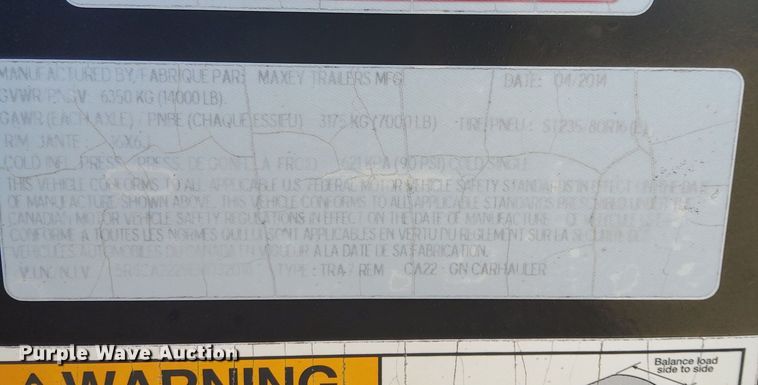 MANUFACTURED BY/FABRIQUE PAR: MAXEY TRAILERS MFG DATE: 04/2014
GVWR/PNBV: 6350 KG (14000 LB).
GAWR (EACH AXLE) / PNBE (CHAQUE ESSIEU) 3175 KG (7000 LB) TIRE/PNEU: ST235/80R16(E)
RIM JANTE: 16X6J
COLD INFL. PRESS./PRESS. DE GONFL. A FROID 621 KPA (90 PSI) COLD SINGLE
THIS VEHICLE CONFORMS TO ALL APPLICABLE U.S. FEDERAL MOTOR VEHICLE SAFETY STANDARDS IN EFFECT ON THE DATE
OF MANUFACTURE SHOWN ABOVE. THIS VEHICLE CONFORMS TO ALL APPLICABLE STANDARDS PRESCRIBED UNDER THE
CANADIAN MOTOR VEHICLE SAFETY REGULATIONS IN EFFECT ON THE DATE OF MANUFACTURE
CONFORME A TOUTES LES NORMES QUI LUI SONT APPLICABLES EN VERTU DU REGLEMENT SUR LA SECURITE DES
VEHICULES AUTOMOBILES DU CANADA EN VIGUEUR A LA DATE DE SA FABRICATION.
V.I.N./N.I.V. TYPE: TRA/REM CA22 - GN CARHAULER
Purple Wave Auction
WARNING
Balance load
side to side